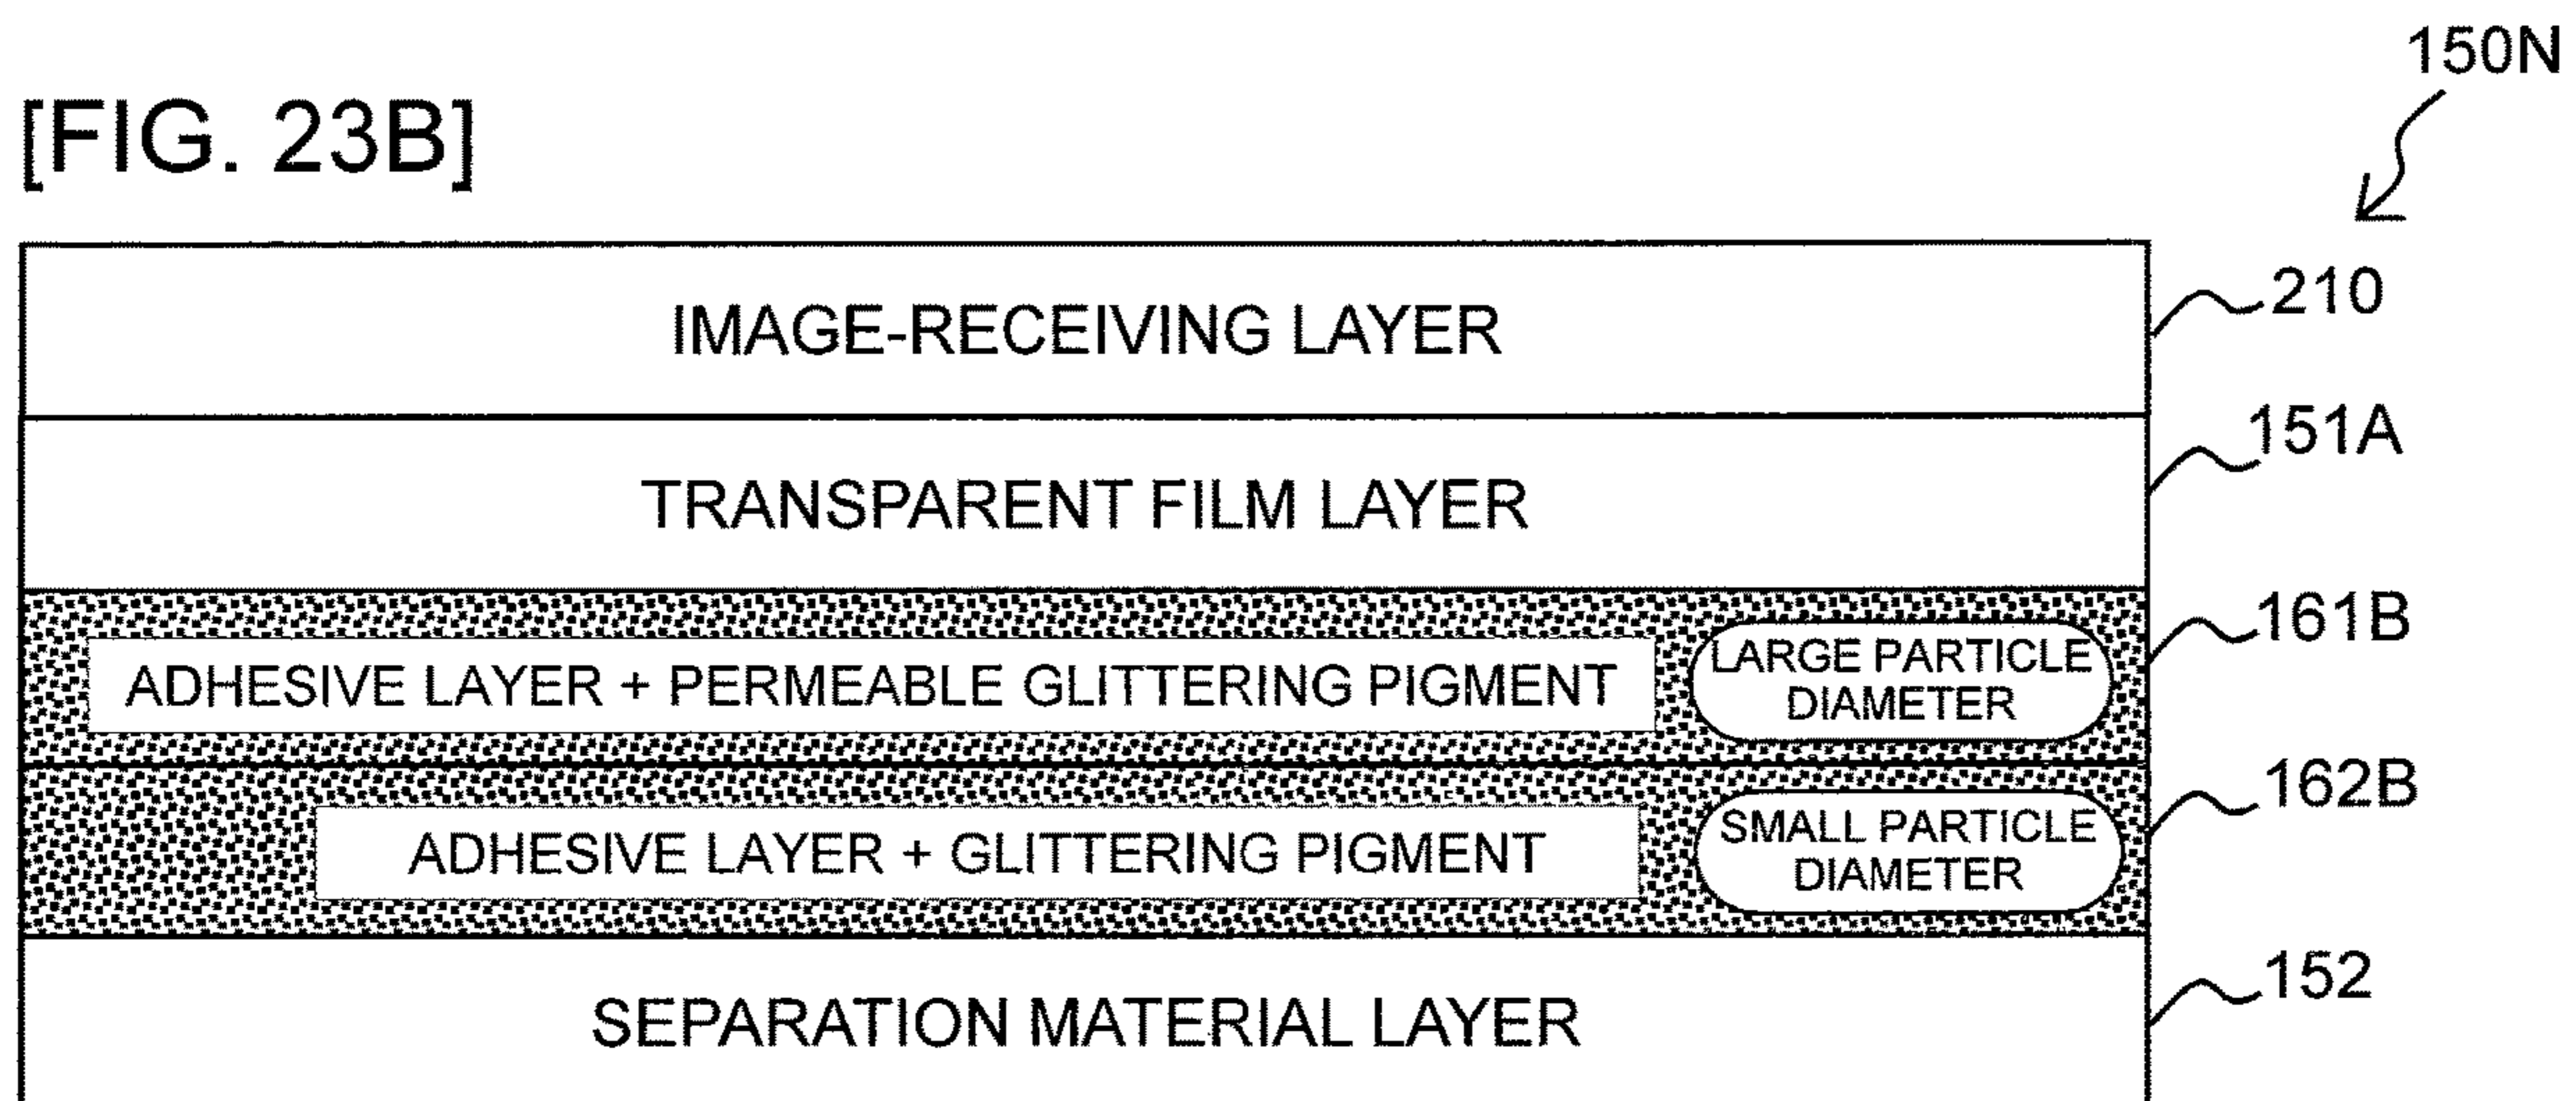 150N
[FIG. 23B]
IMAGE-RECEIVING LAYER
210
TRANSPARENT FILM LAYER
151A
ADHESIVE LAYER + PERMEABLE GLITTERING PIGMENT
LARGE PARTICLE
DIAMETER
161B
ADHESIVE LAYER + GLITTERING PIGMENT
SMALL PARTICLE
DIAMETER
162B
SEPARATION MATERIAL LAYER
152